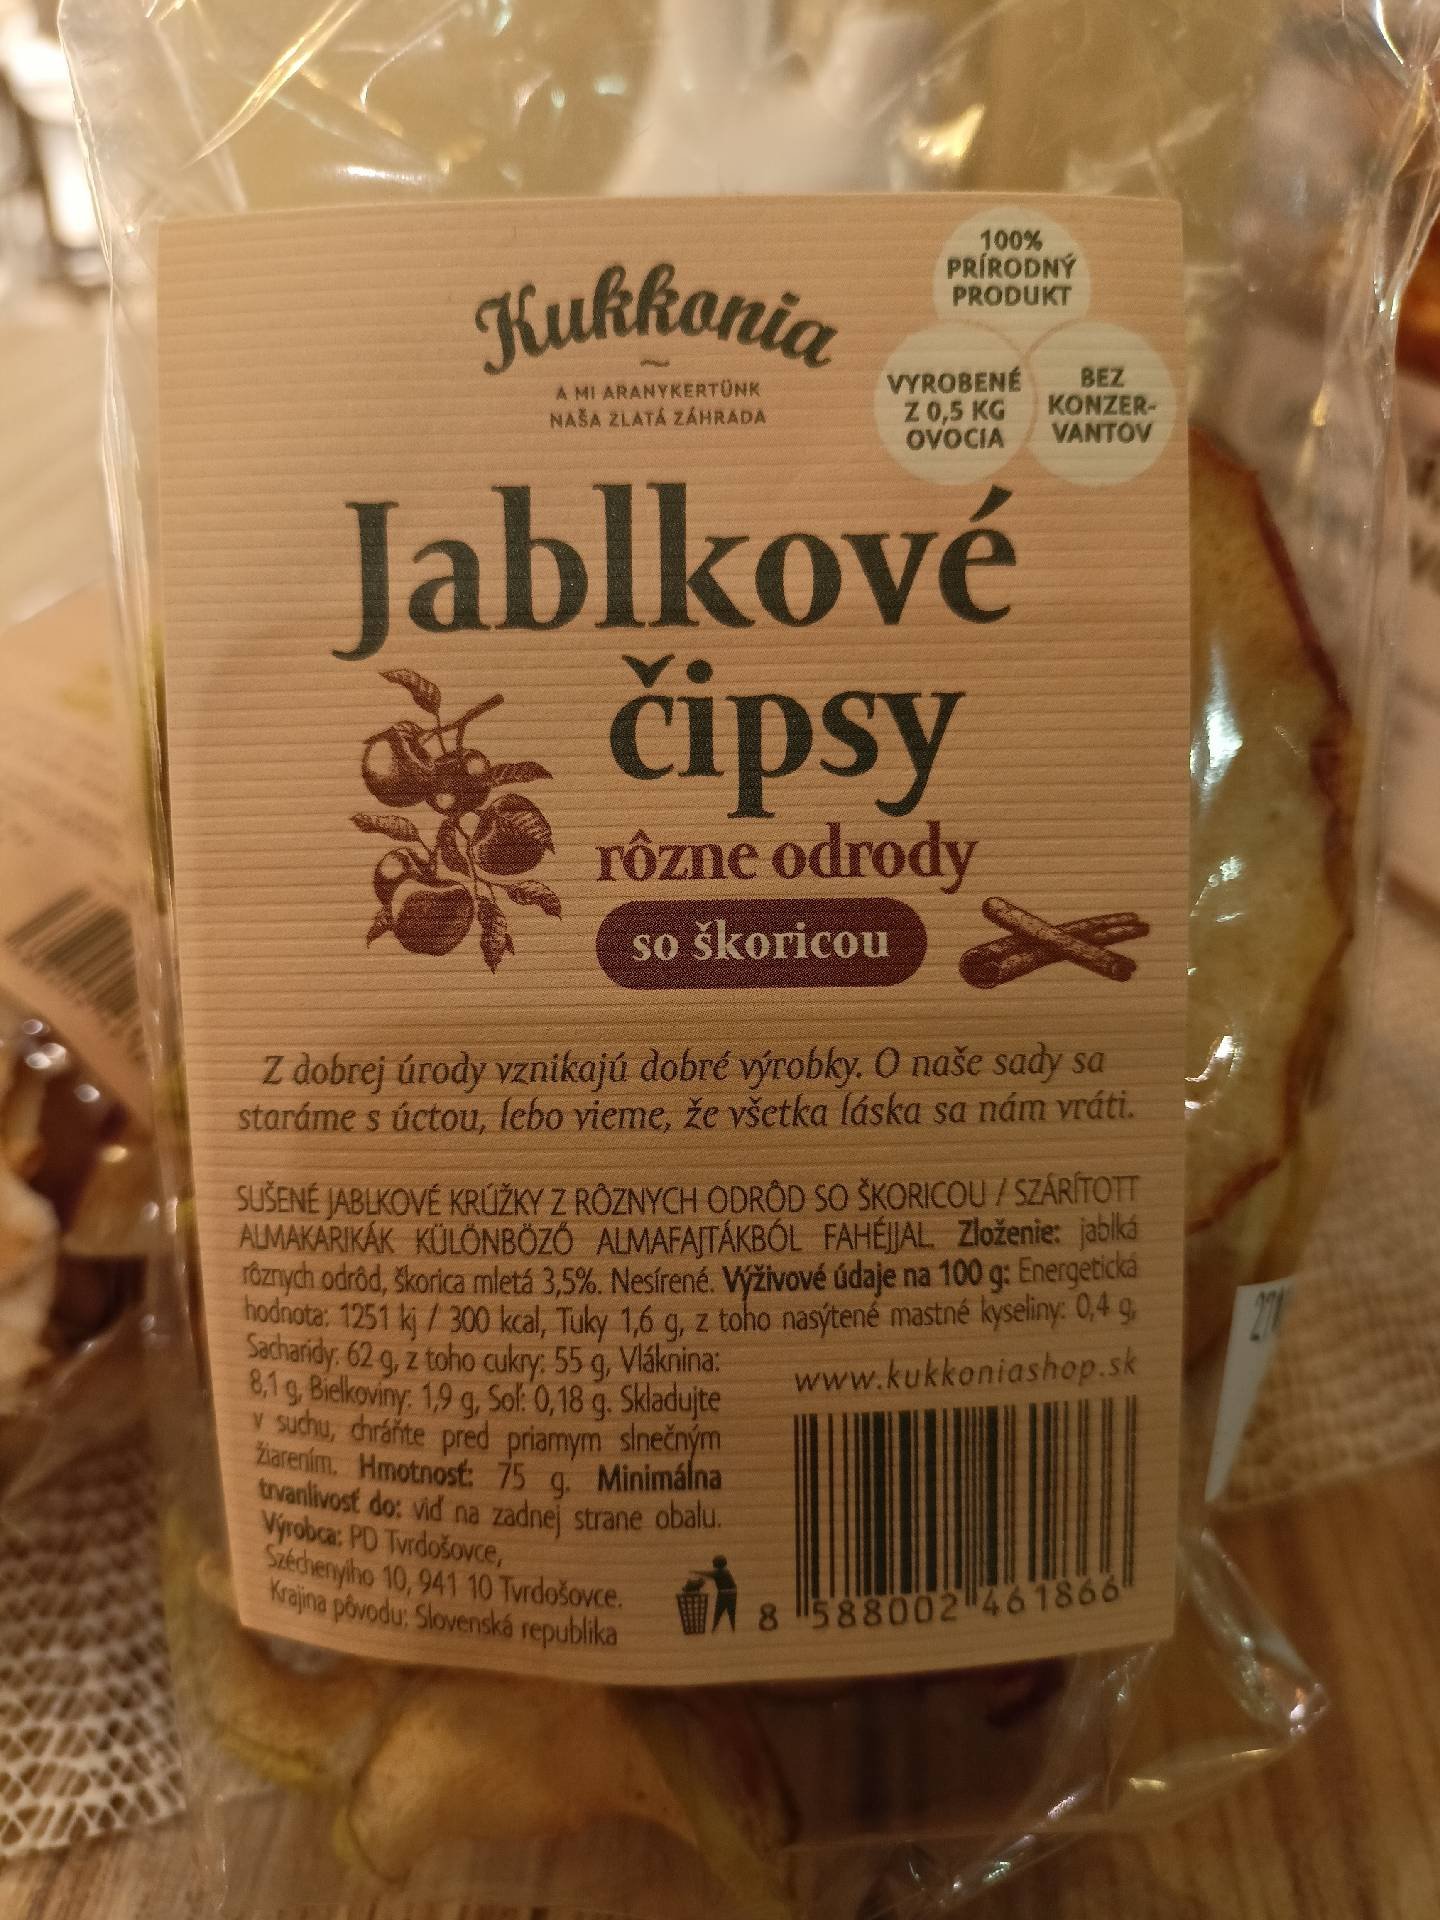 Kukkonia
A MI ARANYKERTÜNK
NAŠA ZLATÁ ZÁHRADA
100%
PRÍRODNÝ
PRODUKT
VYROBENÉ
Z 0,5 KG
OVOCIA
BEZ
KONZER-
VANTOV
Jablkové
čipsy
rôzne odrody
so škoricou
Z dobrej úrody vznikajú dobré výrobky. O naše sady sa
staráme s úctou, lebo vieme, že všetka láska sa nám vráti.
SUŠENÉ JABLKOVÉ KRÚŽKY Z RÔZNYCH ODRÔD SO ŠKORICOU / SZÁRÍTOTT
ALMAKARIKÁK KÜLÖNBÖZŐ ALMAFAJTÁKBÓL FAHÉJJAL. Zloženie: jablká
rôznych odrôd, škorica mletá 3,5%. Nesírené. Výživové údaje na 100 g: Energetická
hodnota: 1251 kj / 300 kcal, Tuky 1,6 g, z toho nasýtené mastné kyseliny: 0,4 g,
Sacharidy: 62 g, z toho cukry: 55 g, Vláknina:
8,1 g, Bielkoviny: 1,9 g, Soľ: 0,18 g. Skladujte
v suchu, chráňte pred priamym slnečným
žiarením. Hmotnosť: 75 g. Minimálna
trvanlivosť do: viď na zadnej strane obalu.
Výrobca: PD Tvrdošovce,
Széchenyiho 10, 941 10 Tvrdošovce.
Krajina pôvodu: Slovenská republika
www.kukkoniashop.sk
8 588002 461866